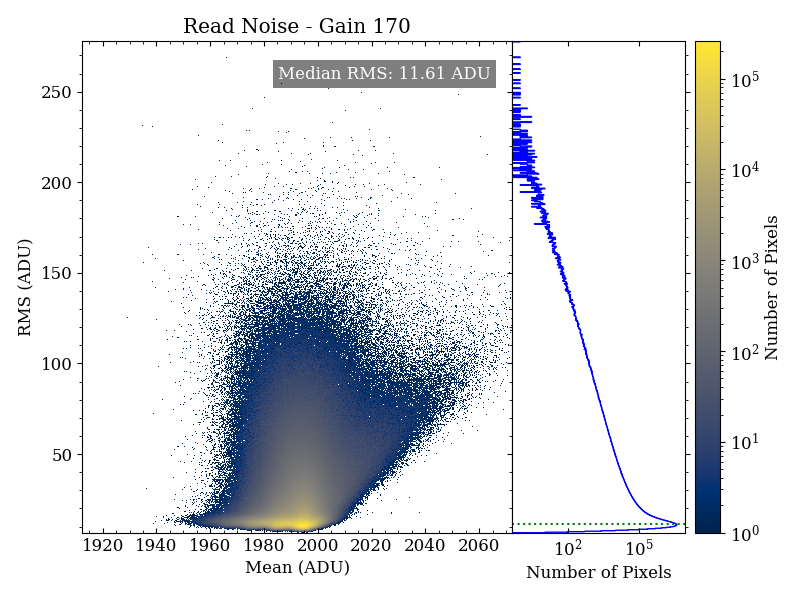 Read Noise - Gain 170
Median RMS: 11.61 ADU
RMS (ADU)
250
200
150
100
50
1920 1940 1960 1980 2000 2020 2040 2060
Mean (ADU)
10² 10⁵
Number of Pixels
10⁵
10⁴
10³
10²
10¹
10⁰
Number of Pixels